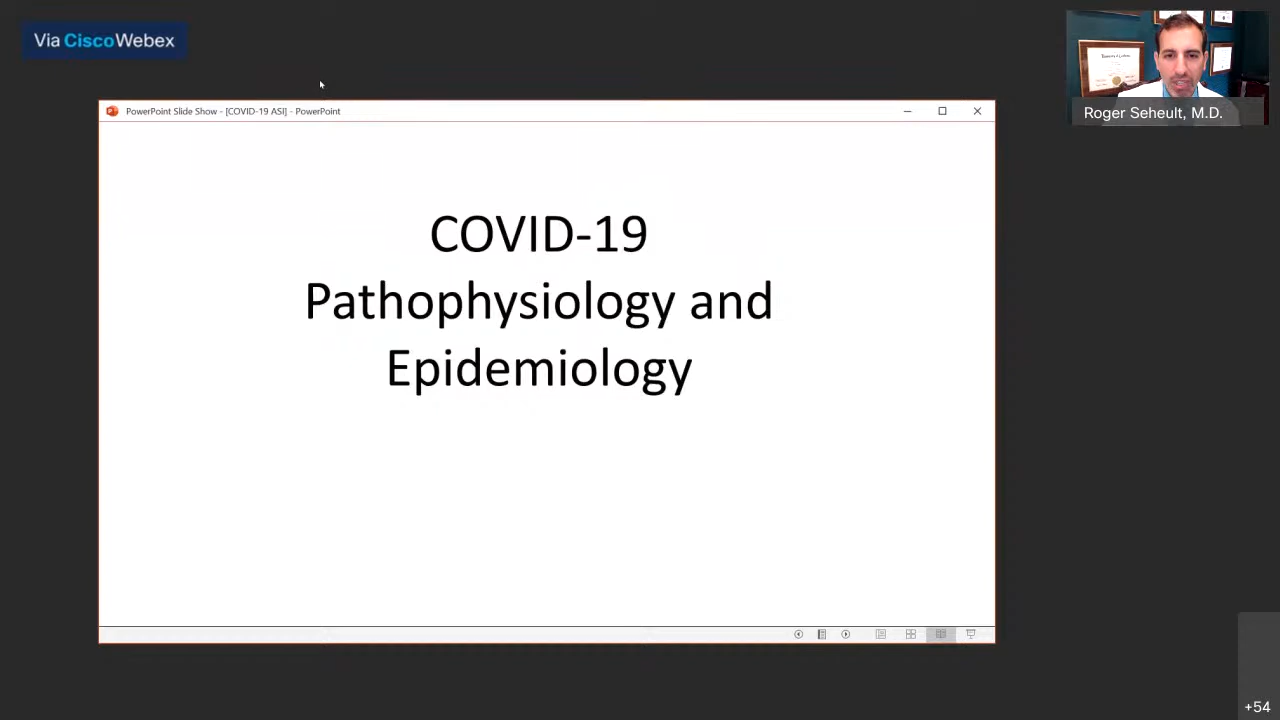 Via CiscoWebex
Roger Seheult, M.D.
PowerPoint Slide Show - [COVID-19 ASI] - PowerPoint
COVID-19
Pathophysiology and
Epidemiology
+54